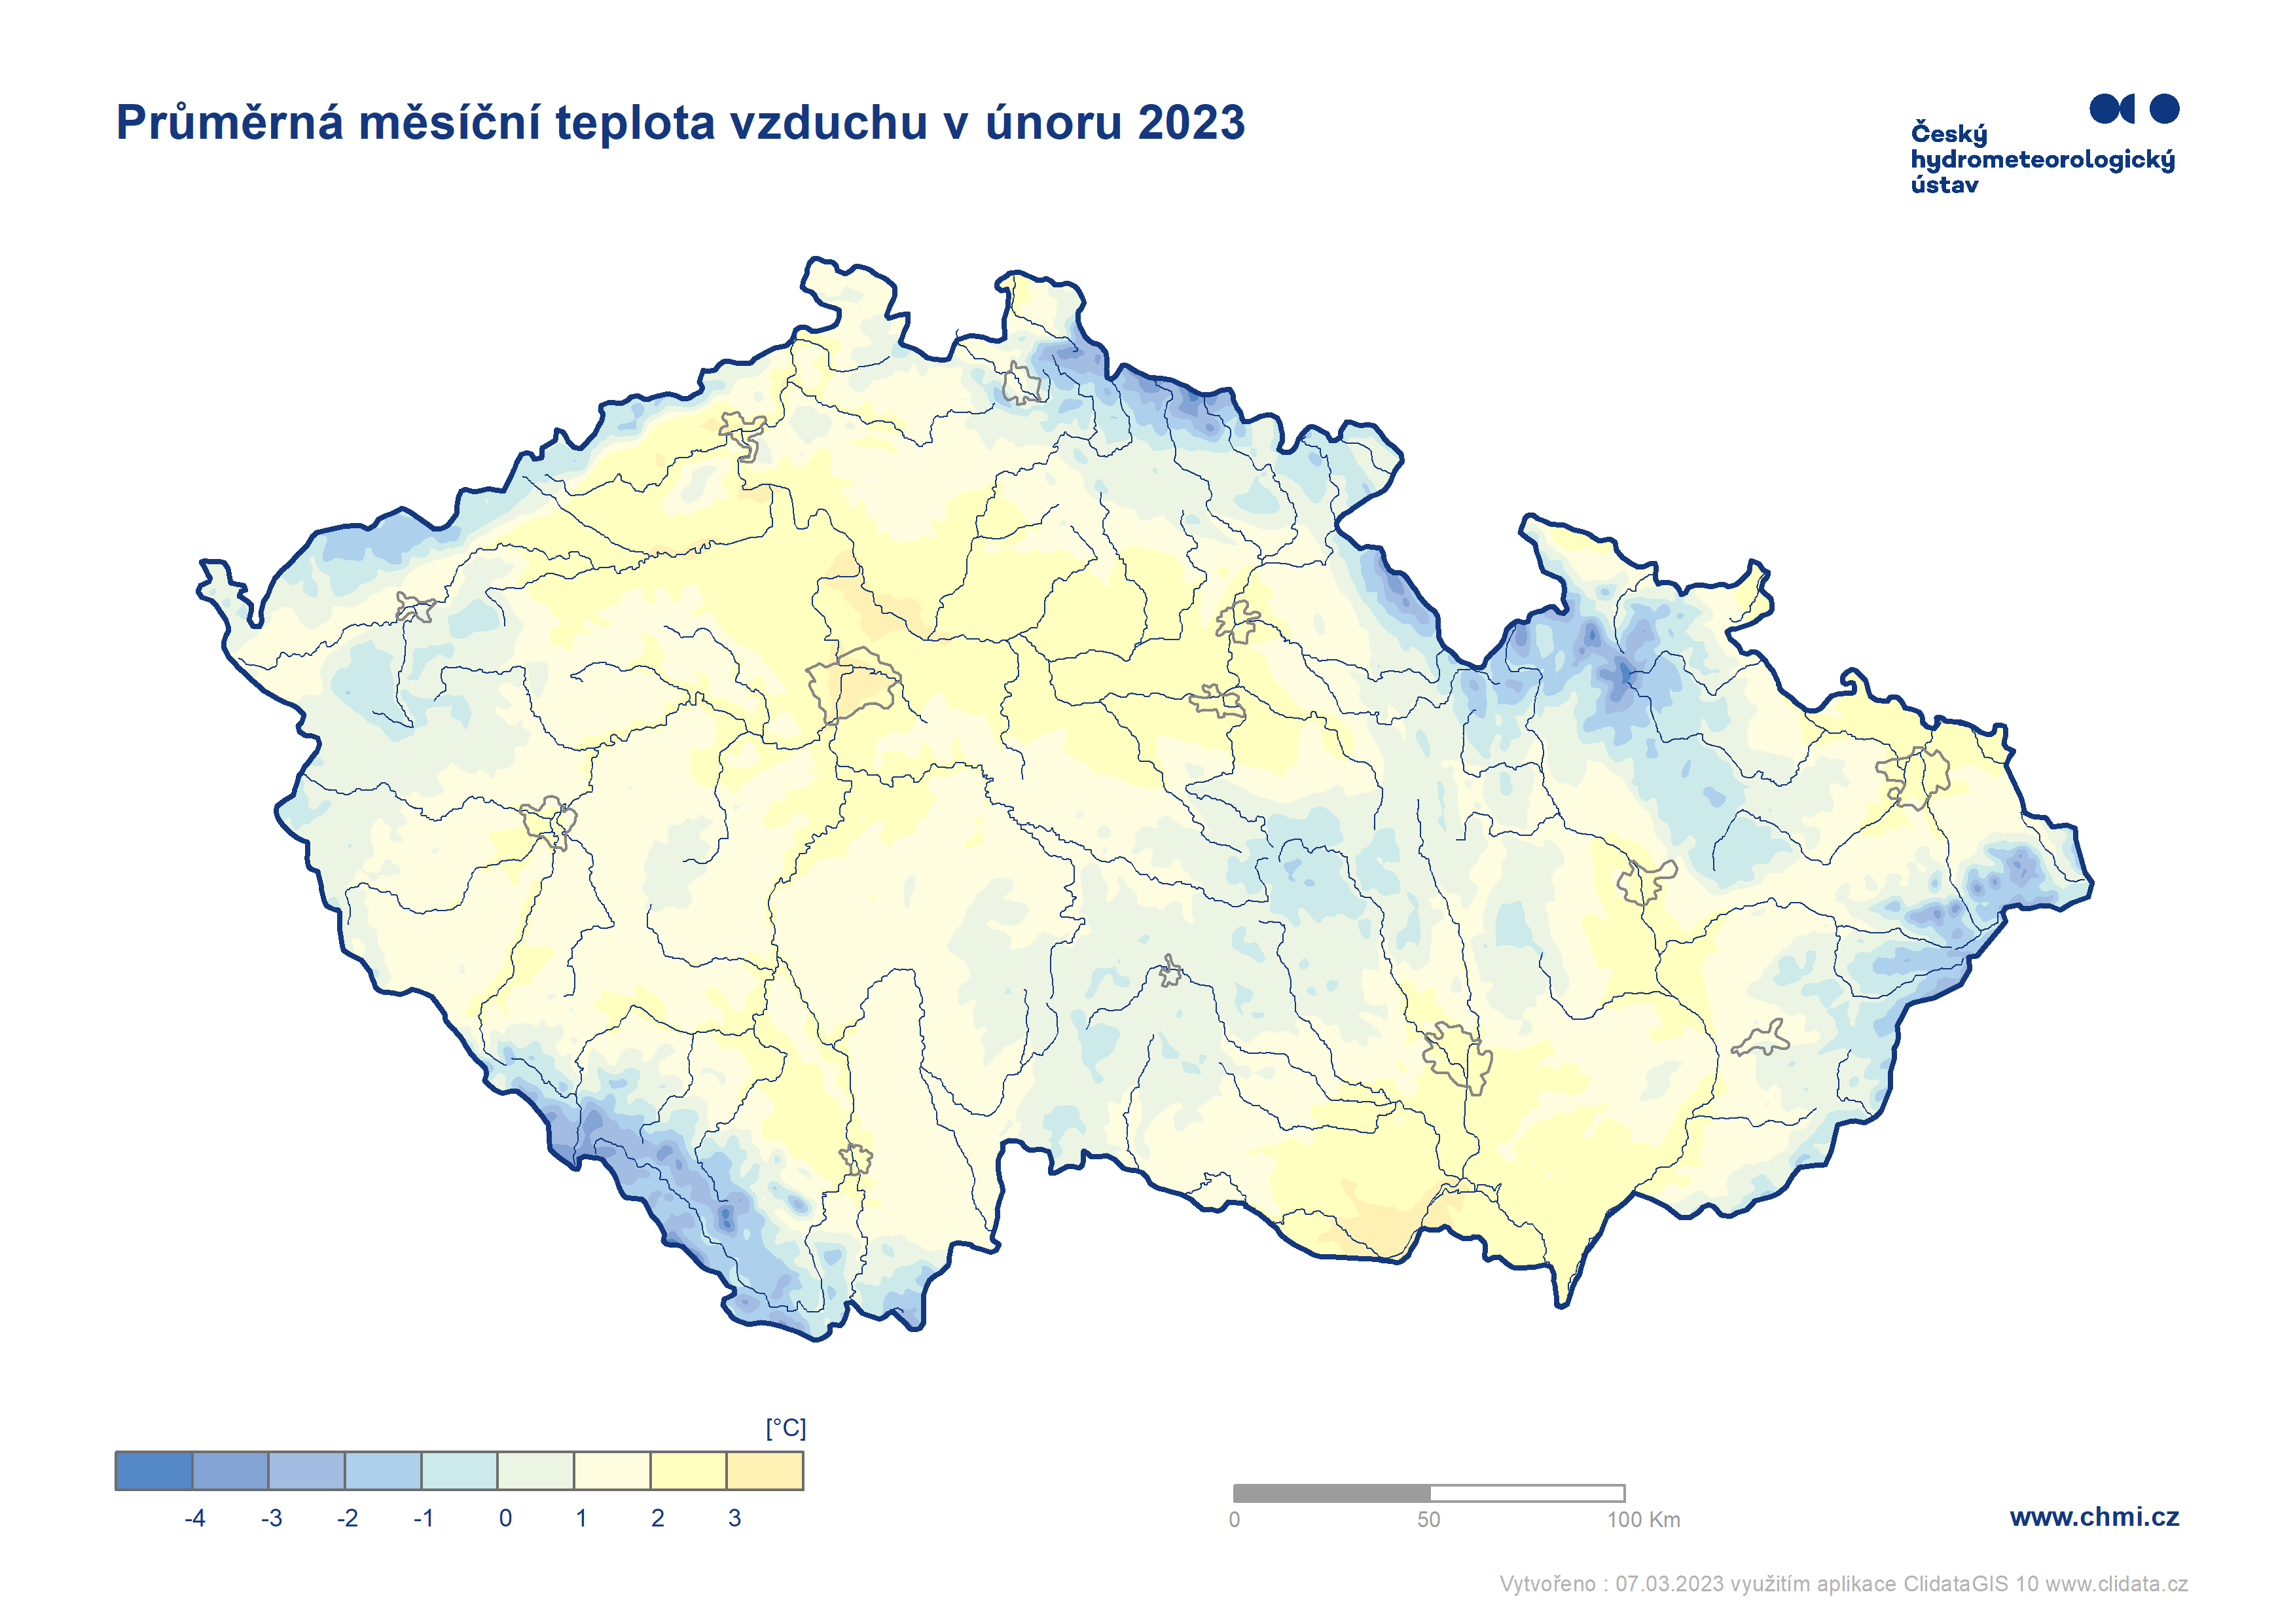 Průměrná měsíční teplota vzduchu v únoru 2023
Český
hydrometeorologický
ústav
[°C]
-4 -3 -2 -1 0 1 2 3
0 50 100 Km
www.chmi.cz
Vytvořeno : 07.03.2023 využitím aplikace ClidataGIS 10 www.clidata.cz